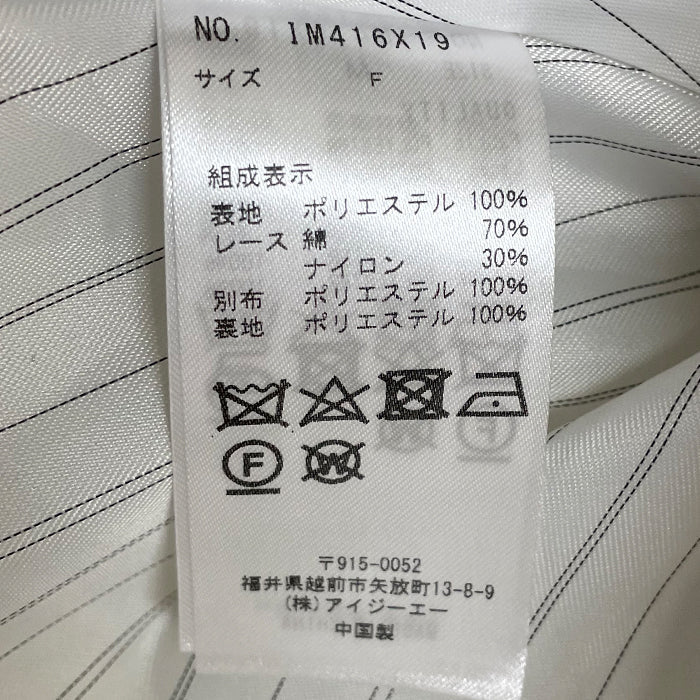 NO. IM416X19
サイズ F
組成表示
表地 ポリエステル 100%
レース 綿 70%
ナイロン 30%
別布 ポリエステル 100%
裏地 ポリエステル 100%
F W
〒915-0052
福井県越前市矢放町13-8-9
(株)アイジーエー
中国製